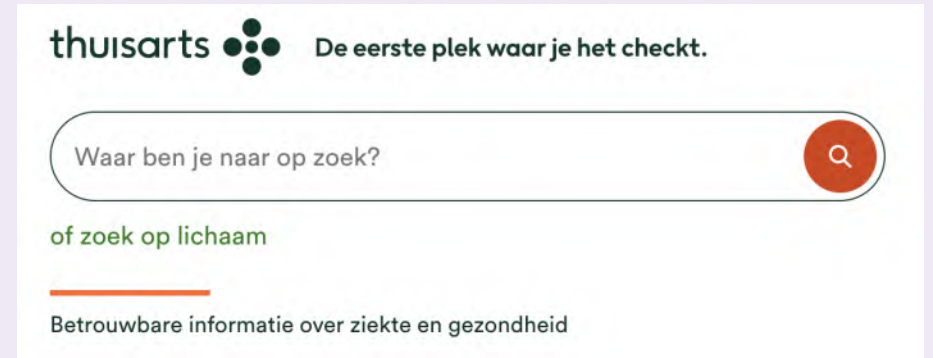 thuisarts De eerste plek waar je het checkt.
Waar ben je naar op zoek?
of zoek op lichaam
Betrouwbare informatie over ziekte en gezondheid